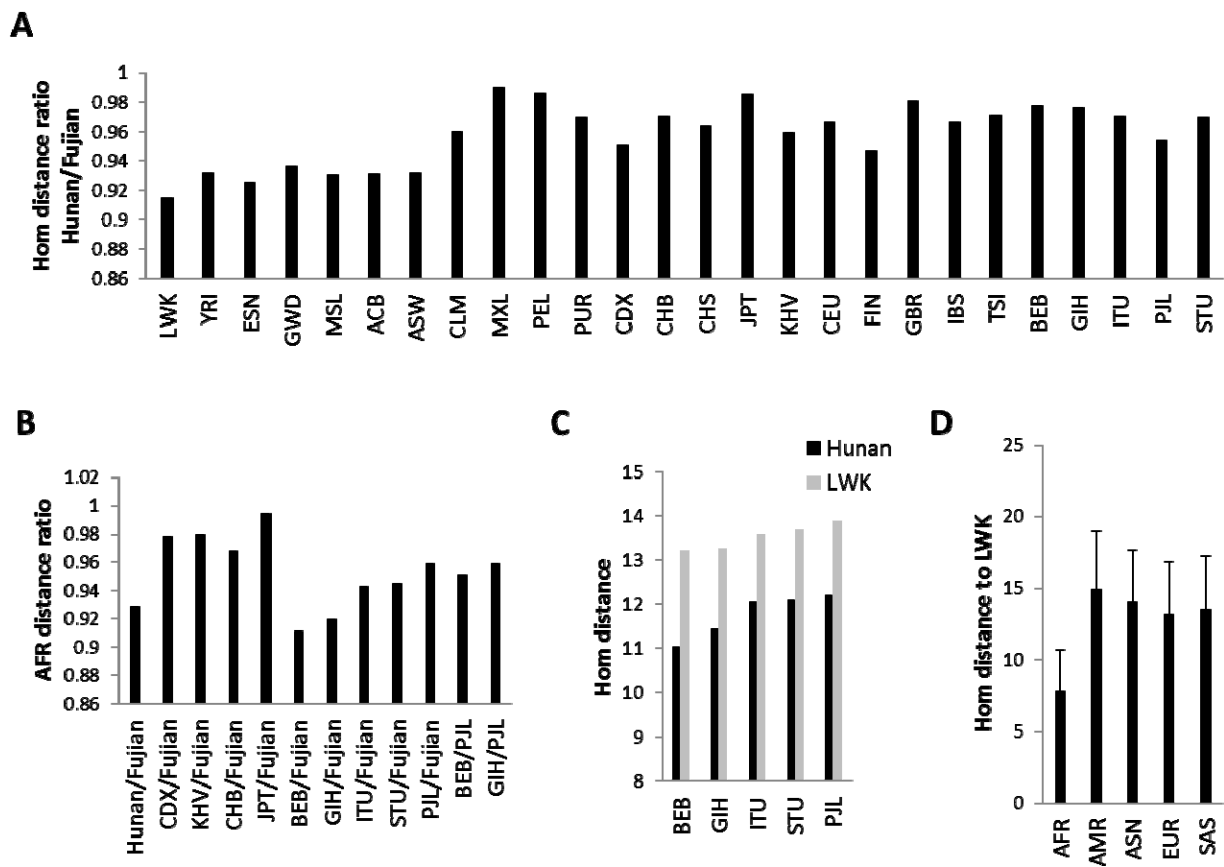 A
Hom distance ratio
Hunan/Fujian
1
0.98
0.96
0.94
0.92
0.9
0.88
0.86
LWK YRI ESN GWD MSL ACB ASW CLM MXL PEL PUR CDX CHB CHS JPT KHV CEU FIN GBR IBS TSI BEB GIH ITU PJL STU
B
AFR distance ratio
1.02
1
0.98
0.96
0.94
0.92
0.9
0.88
0.86
Hunan/Fujian CDX/Fujian KHV/Fujian CHB/Fujian JPT/Fujian BEB/Fujian GIH/Fujian ITU/Fujian STU/Fujian PJL/Fujian BEB/PJL GIH/PJL
C
Hunan
LWK
Hom distance
15
14
13
12
11
10
9
8
BEB GIH ITU STU PJL
D
Hom distance to LWK
25
20
15
10
5
0
AFR AMR ASN EUR SAS